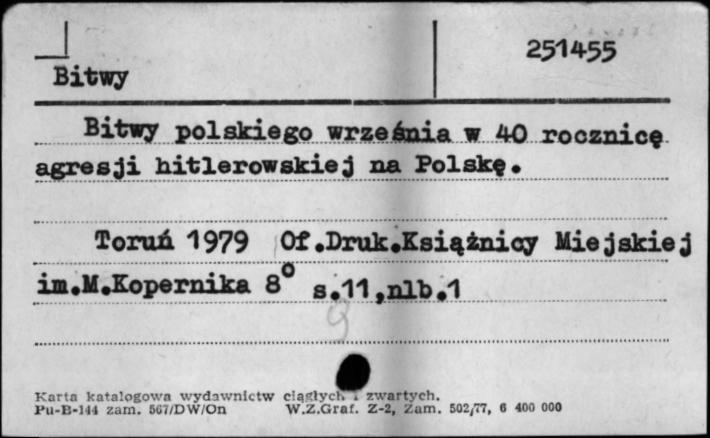 251455
Bitwy
Bitwy polskiego września w 40 rocznicę
agresji hitlerowskiej na Polskę.
Toruń 1979 Of.Druk.Książnicy Miejskiej
im.M.Kopernika 8° s.11,nlb.1
9
Karta katalogowa wydawnictw ciągłych i zwartych.
Pu-B-144 zam. 567/DW/On W.Z.Graf. Z-2, Zam. 502/77, 6 400 000